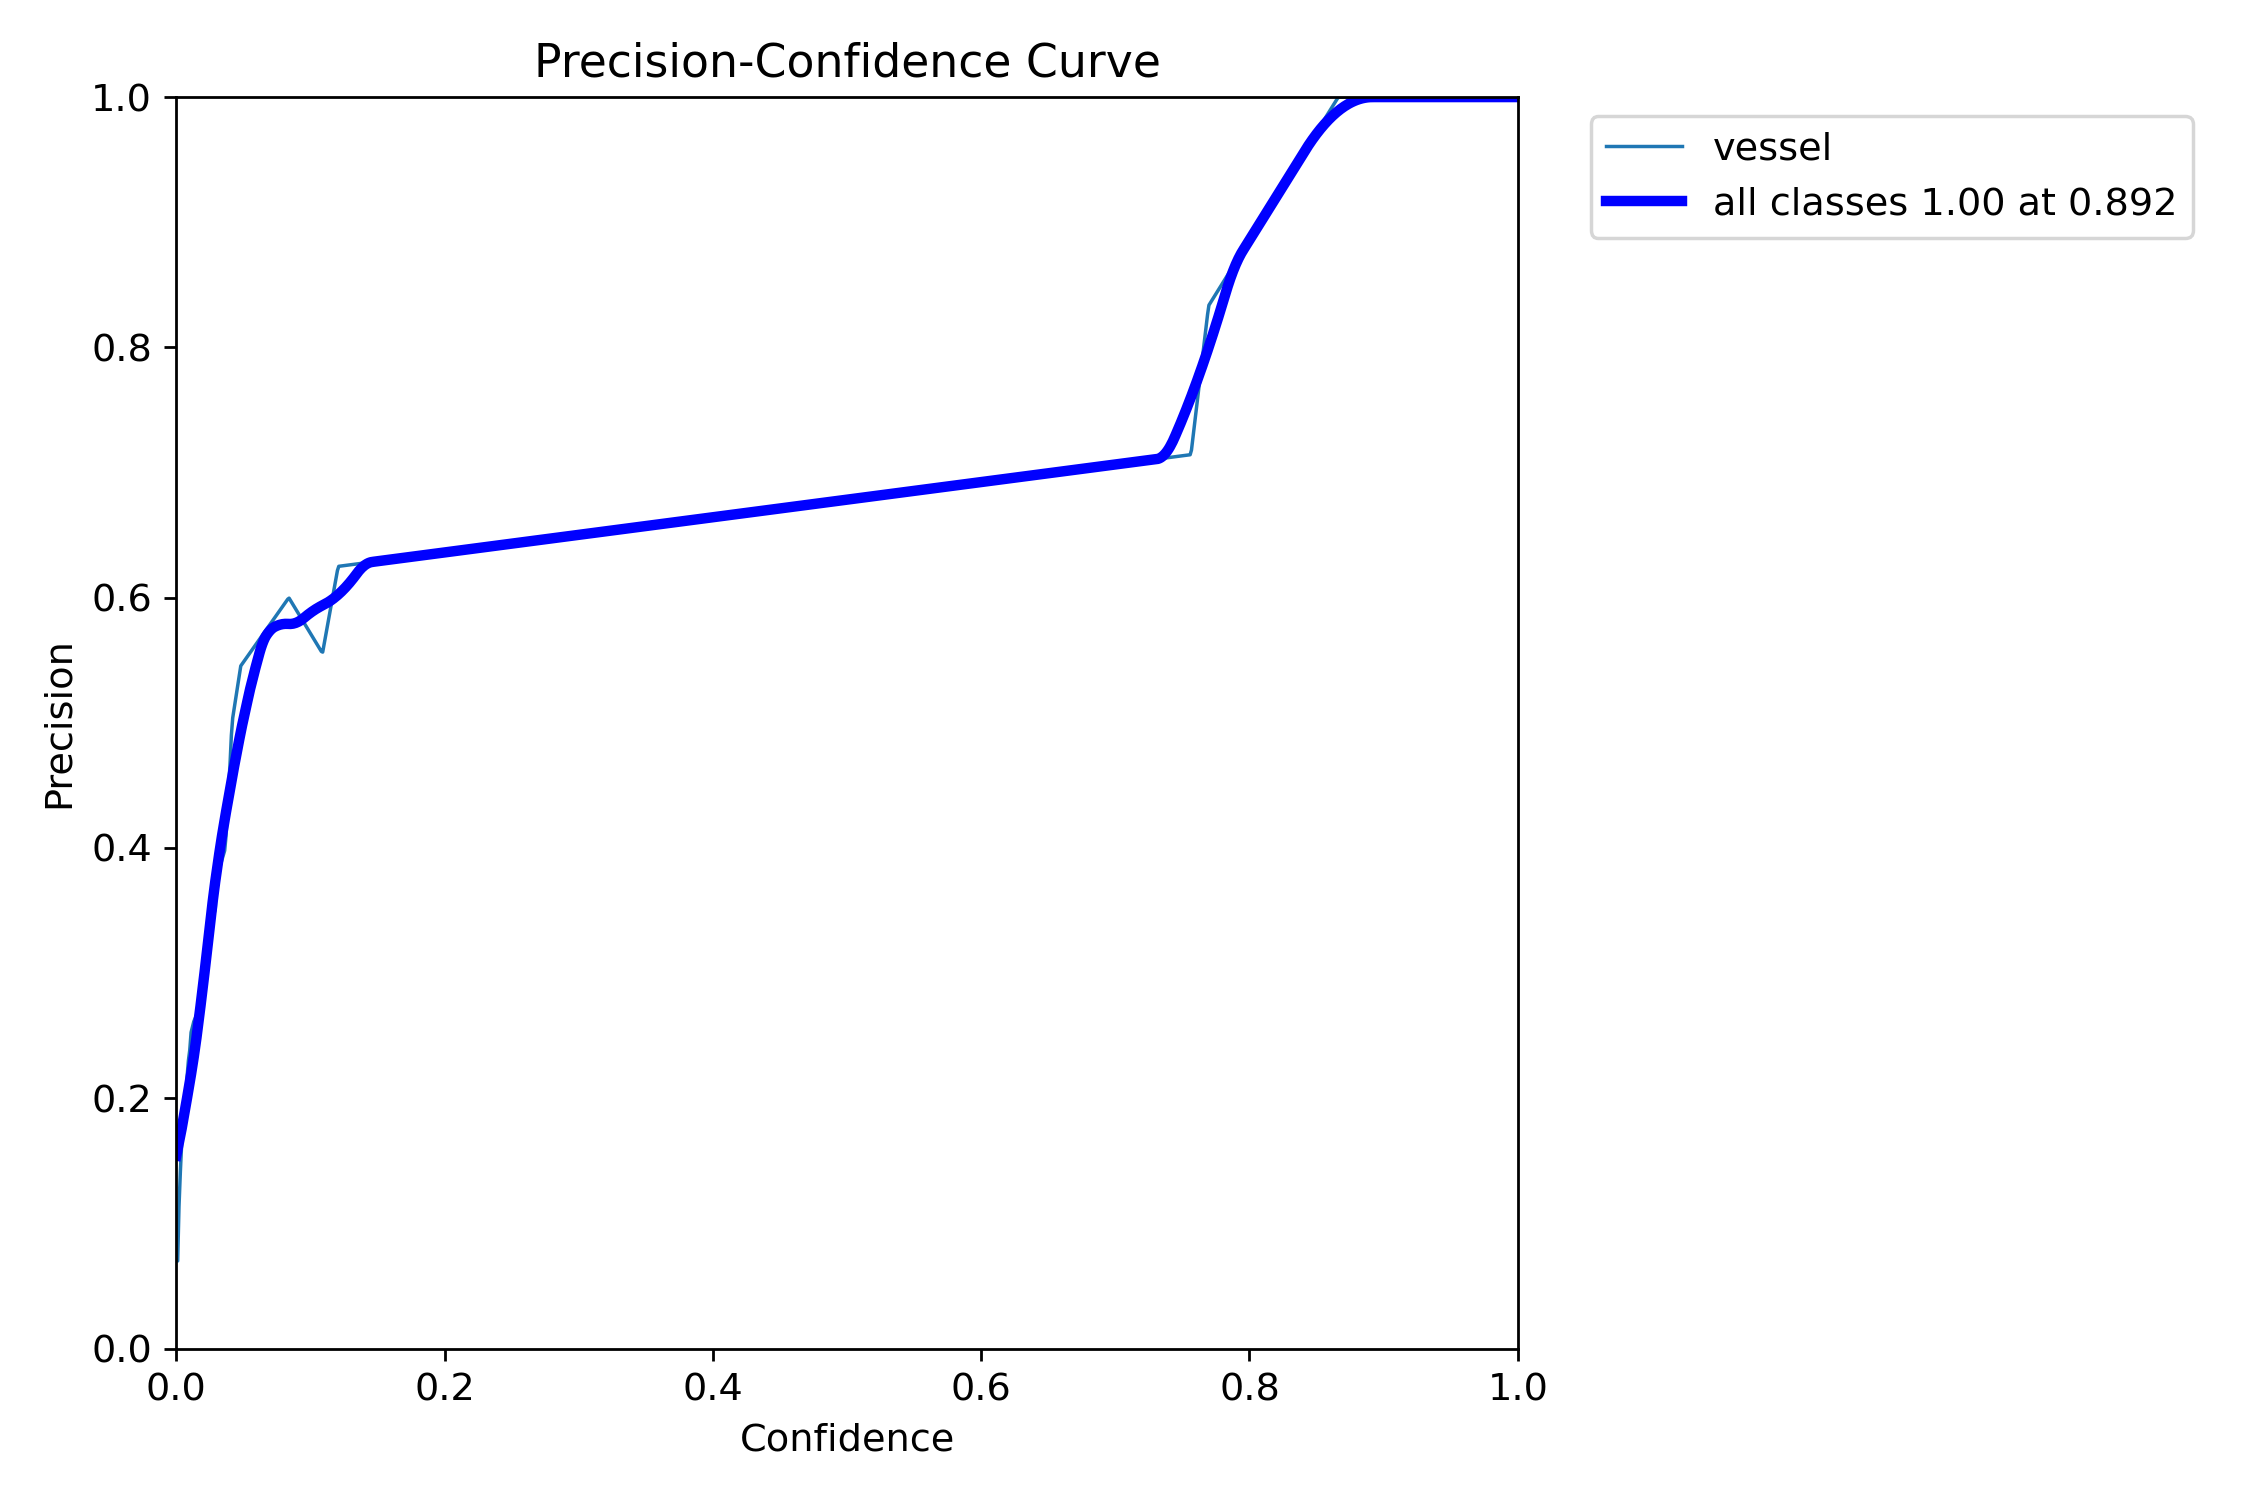 Precision-Confidence Curve
vessel
all classes 1.00 at 0.892
Precision
1.0
0.8
0.6
0.4
0.2
0.0
0.0 0.2 0.4 0.6 0.8 1.0
Confidence